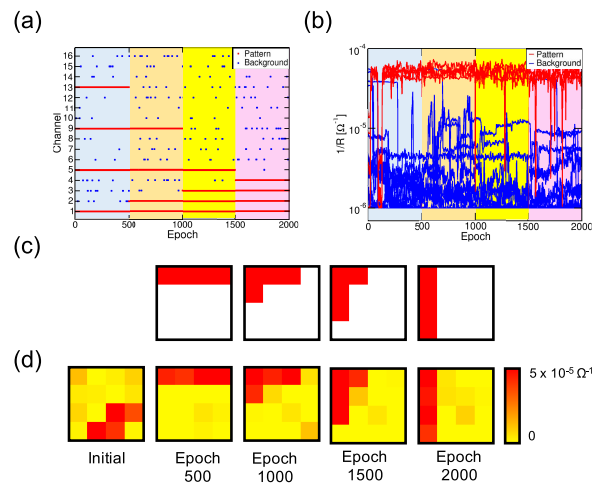 (a)
(b)
Pattern
Background
16
15
14
13
12
11
10
9
8
7
6
5
4
3
2
1
Channel
0
500
1000
1500
2000
Epoch
Pattern
Background
10⁻⁴
10⁻⁵
10⁻⁶
1/R [Ω⁻¹]
0
500
1000
1500
2000
Epoch
(c)
(d)
5 x 10⁻⁵ Ω⁻¹
0
Initial
Epoch
500
Epoch
1000
Epoch
1500
Epoch
2000